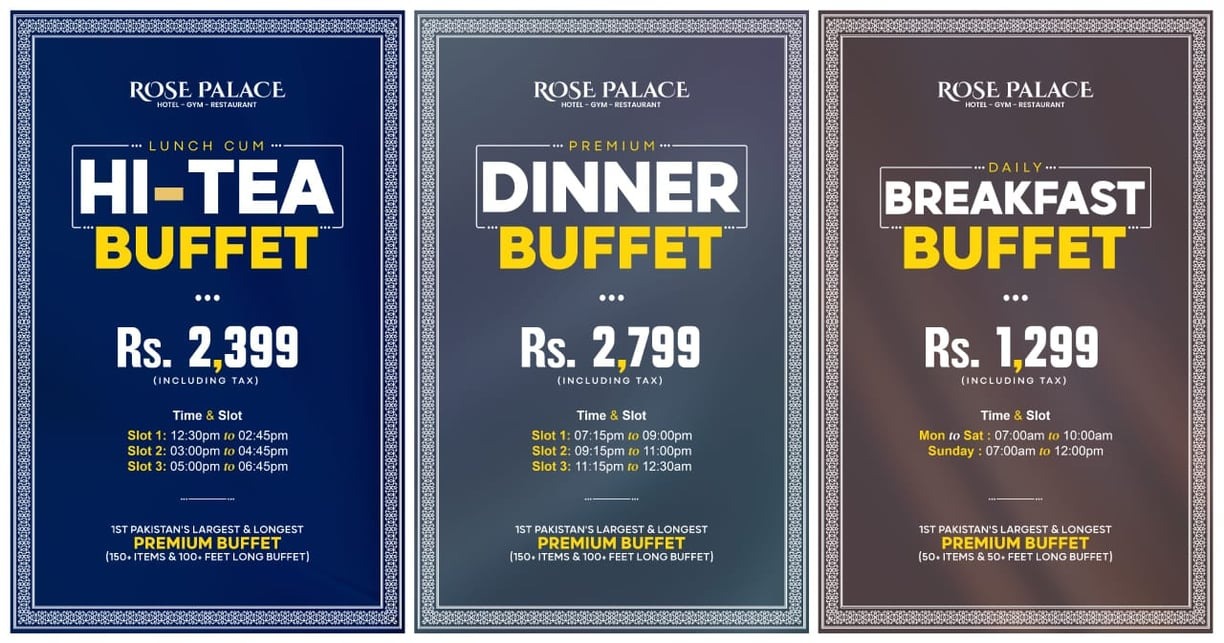 ROSE PALACE
HOTEL - GYM - RESTAURANT
LUNCH CUM
HI-TEA
BUFFET
Rs. 2,399
(INCLUDING TAX)
Time & Slot
Slot 1: 12:30pm to 02:45pm
Slot 2: 03:00pm to 04:45pm
Slot 3: 05:00pm to 06:45pm
1ST PAKISTAN'S LARGEST & LONGEST
PREMIUM BUFFET
(150+ ITEMS & 100+ FEET LONG BUFFET)
ROSE PALACE
HOTEL - GYM - RESTAURANT
PREMIUM
DINNER
BUFFET
Rs. 2,799
(INCLUDING TAX)
Time & Slot
Slot 1: 07:15pm to 09:00pm
Slot 2: 09:15pm to 11:00pm
Slot 3: 11:15pm to 12:30am
1ST PAKISTAN'S LARGEST & LONGEST
PREMIUM BUFFET
(150+ ITEMS & 100+ FEET LONG BUFFET)
ROSE PALACE
HOTEL - GYM - RESTAURANT
DAILY
BREAKFAST
BUFFET
Rs. 1,299
(INCLUDING TAX)
Time & Slot
Mon to Sat : 07:00am to 10:00am
Sunday : 07:00am to 12:00pm
1ST PAKISTAN'S LARGEST & LONGEST
PREMIUM BUFFET
(50+ ITEMS & 50+ FEET LONG BUFFET)